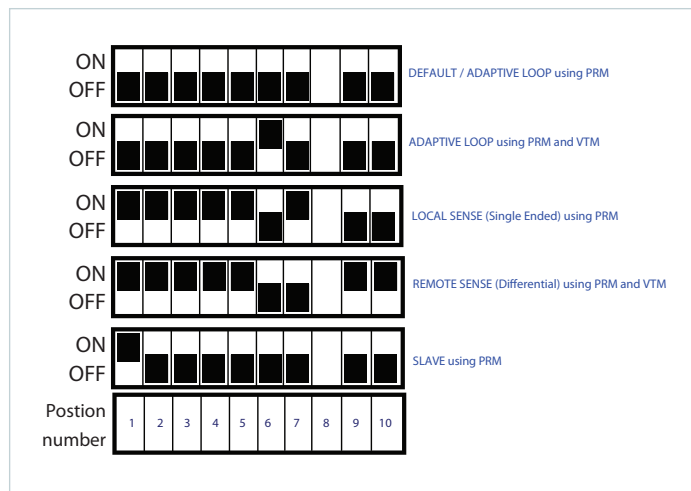 ON
OFF
DEFAULT / ADAPTIVE LOOP using PRM
ON
OFF
ADAPTIVE LOOP using PRM and VTM
ON
OFF
LOCAL SENSE (Single Ended) using PRM
ON
OFF
REMOTE SENSE (Differential) using PRM and VTM
ON
OFF
SLAVE using PRM
Postion
number
1 2 3 4 5 6 7 8 9 10